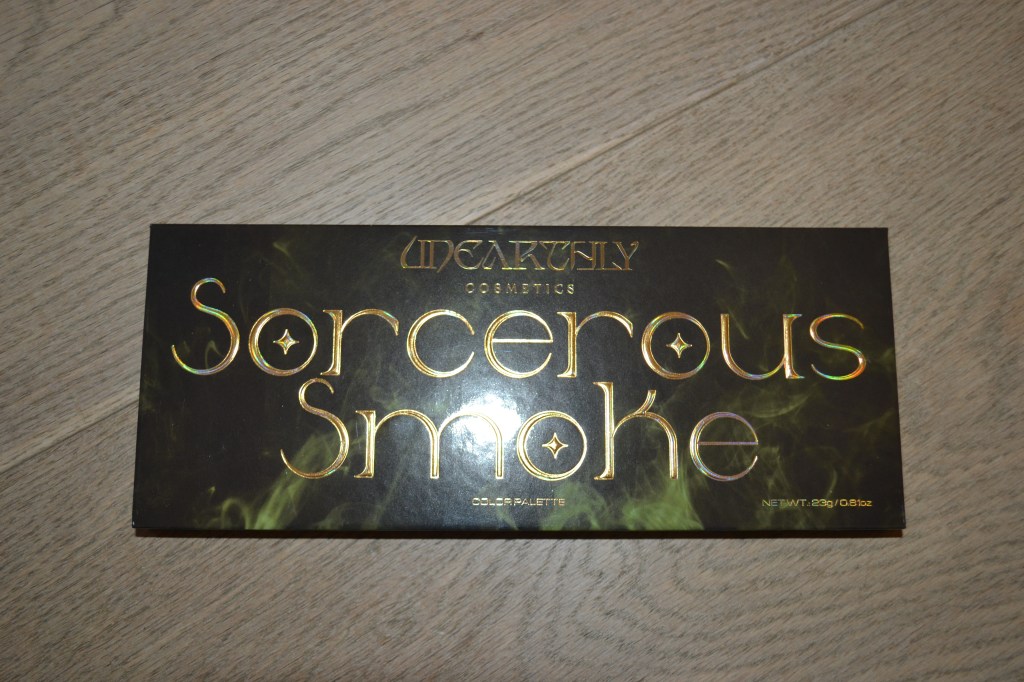 UNEARTHLY
COSMETICS
Sorcerous
Smoke
COLOR PALETTE
NET WT.: 23g / 0.81oz